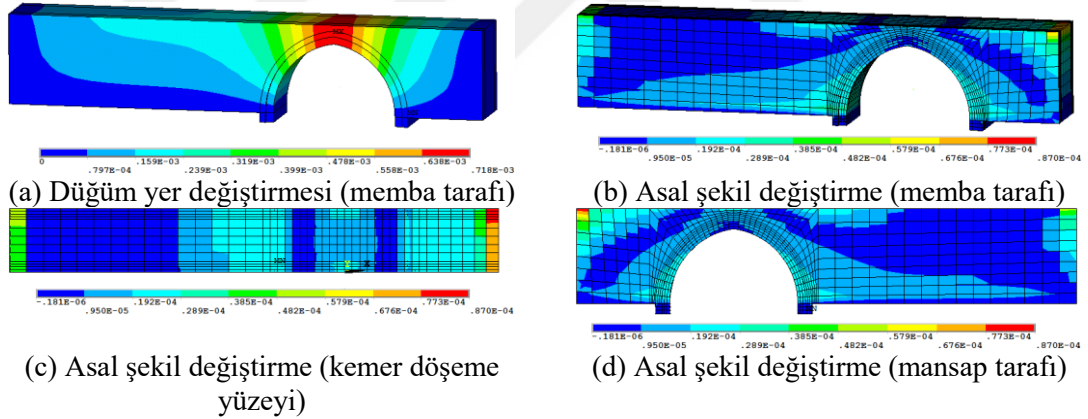 0 .159E-03 .319E-03 .478E-03 .638E-03
.797E-04 .239E-03 .399E-03 .558E-03 .718E-03
(a) Düğüm yer değiştirmesi (memba tarafı)
-.181E-06 .192E-04 .385E-04 .579E-04 .773E-04
.950E-05 .289E-04 .482E-04 .676E-04 .870E-04
(b) Asal şekil değiştirme (memba tarafı)
-.181E-06 .192E-04 .385E-04 .579E-04 .773E-04
.950E-05 .289E-04 .482E-04 .676E-04 .870E-04
(c) Asal şekil değiştirme (kemer döşeme
yüzeyi)
-.181E-06 .192E-04 .385E-04 .579E-04 .773E-04
.950E-05 .289E-04 .482E-04 .676E-04 .870E-04
(d) Asal şekil değiştirme (mansap tarafı)